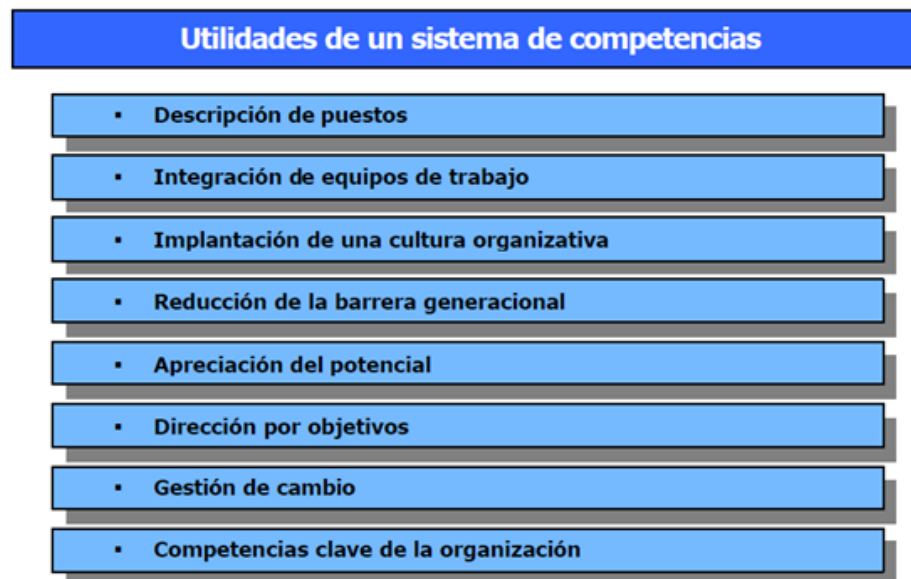 Utilidades de un sistema de competencias
▪ Descripción de puestos
▪ Integración de equipos de trabajo
▪ Implantación de una cultura organizativa
▪ Reducción de la barrera generacional
▪ Apreciación del potencial
▪ Dirección por objetivos
▪ Gestión de cambio
▪ Competencias clave de la organización